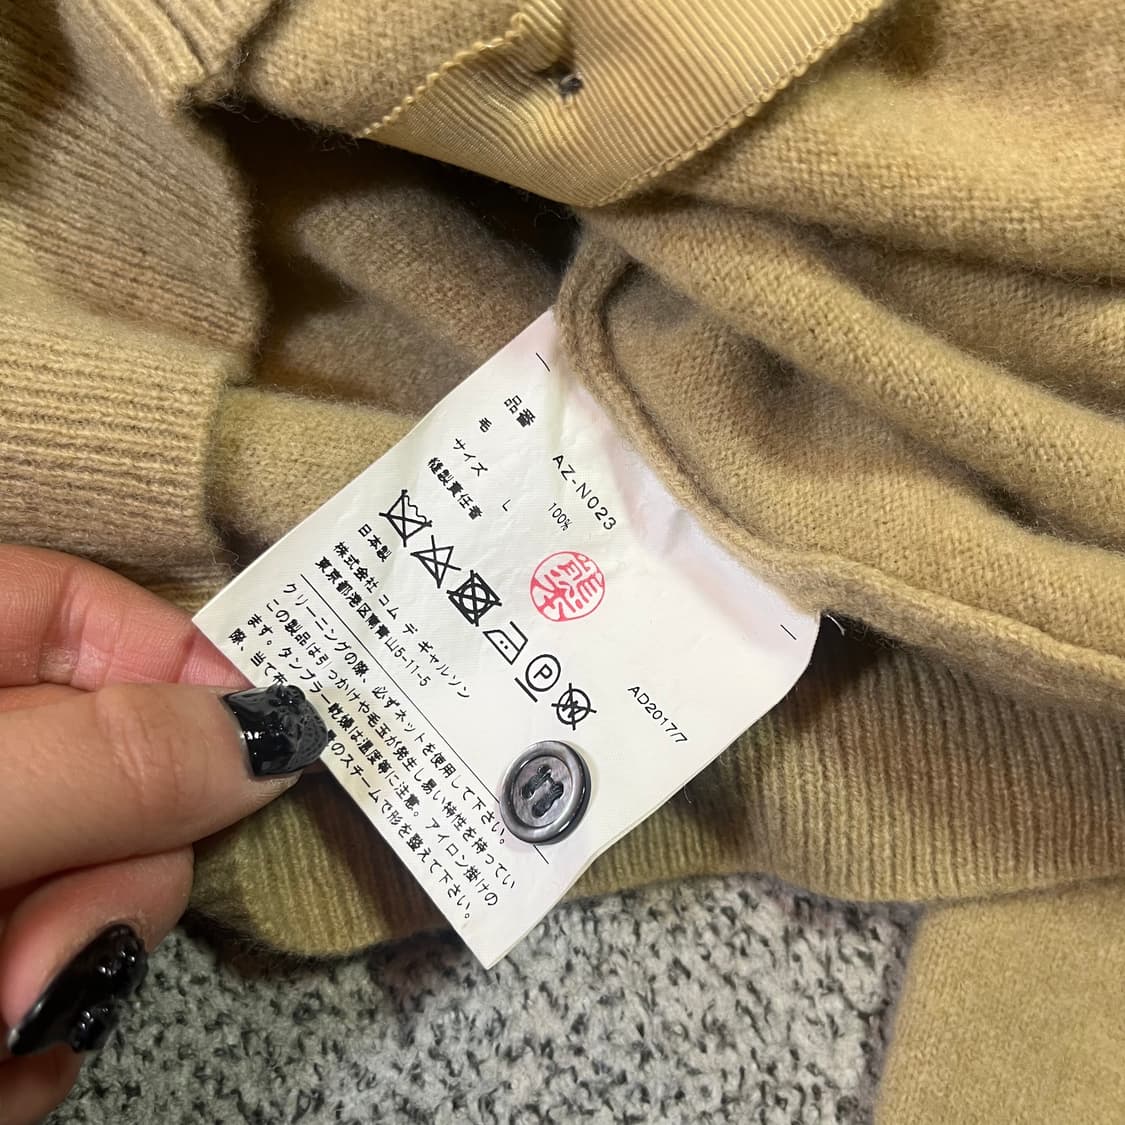 品番 AZ-N023
毛 100%
サイズ L
縫製責任者
熊本
日本製
株式会社 コム デ ギャルソン
東京都港区南青山5-11-5
AD2017/7
P
W
クリーニングの際、必ずネットを使用して下さい。
この製品は引っかけや毛玉が発生し易い特性を持ってい
ます。タンブラー乾燥は温度等に注意。アイロン掛けの
際、当て布 のスチームで形を整えて下さい。